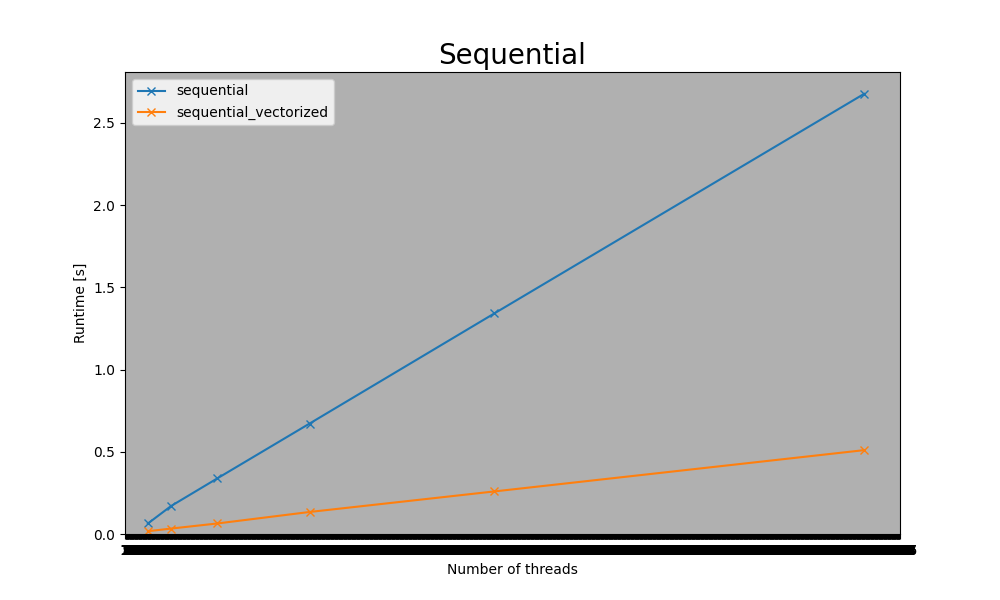 Sequential
sequential
sequential_vectorized
2.5
2.0
1.5
1.0
0.5
0.0
Runtime [s]
Number of threads